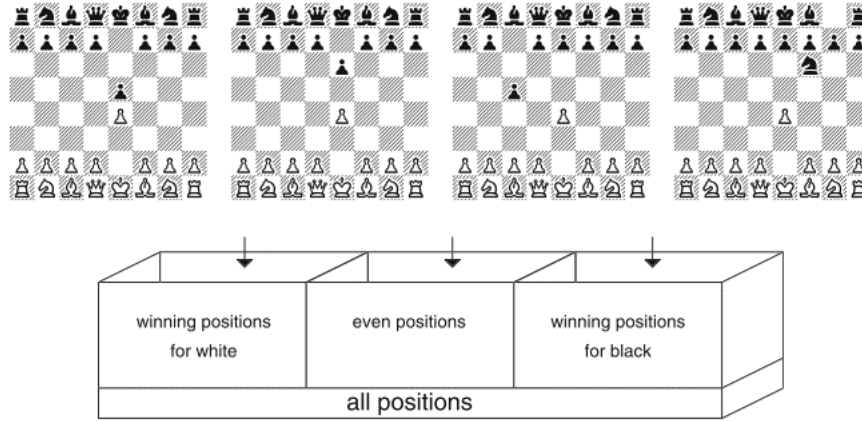 winning positions
for white
even positions
winning positions
for black
all positions